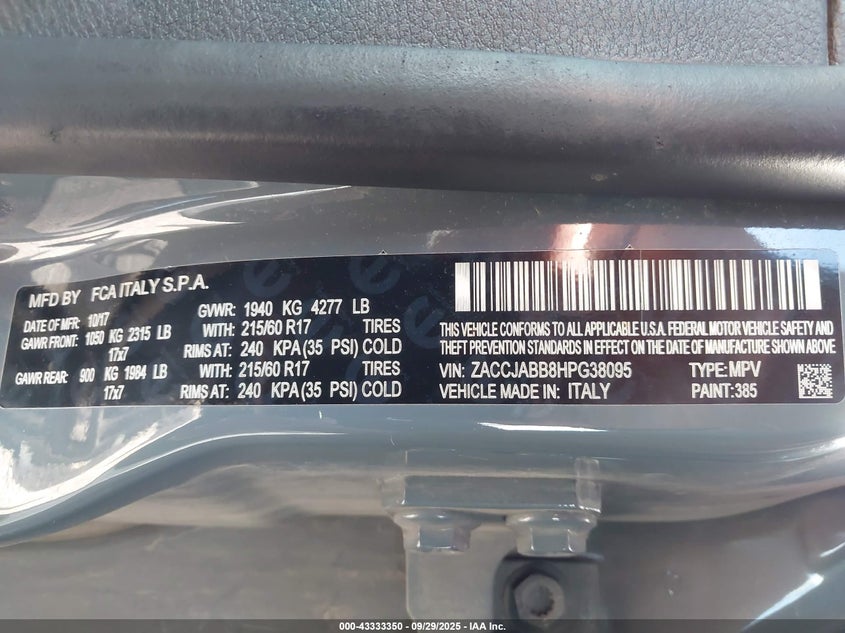 MFD BY FCA ITALY S.P.A.
DATE OF MFR: 10/17
GVWR: 1940 KG 4277 LB
GAWR FRONT: 1050 KG 2315 LB WITH: 215/60 R17 TIRES
17x7 RIMS AT: 240 KPA (35 PSI) COLD
GAWR REAR: 900 KG 1984 LB WITH: 215/60 R17 TIRES
17x7 RIMS AT: 240 KPA (35 PSI) COLD
THIS VEHICLE CONFORMS TO ALL APPLICABLE U.S.A. FEDERAL MOTOR VEHICLE SAFETY AND
THEFT PREVENTION STANDARDS IN EFFECT ON THE DATE OF MANUFACTURE SHOWN ABOVE.
VIN: ZACCJABB8HPG38095 TYPE: MPV
VEHICLE MADE IN: ITALY PAINT: 385
000-43333350 - 09/29/2025 - IAA Inc.